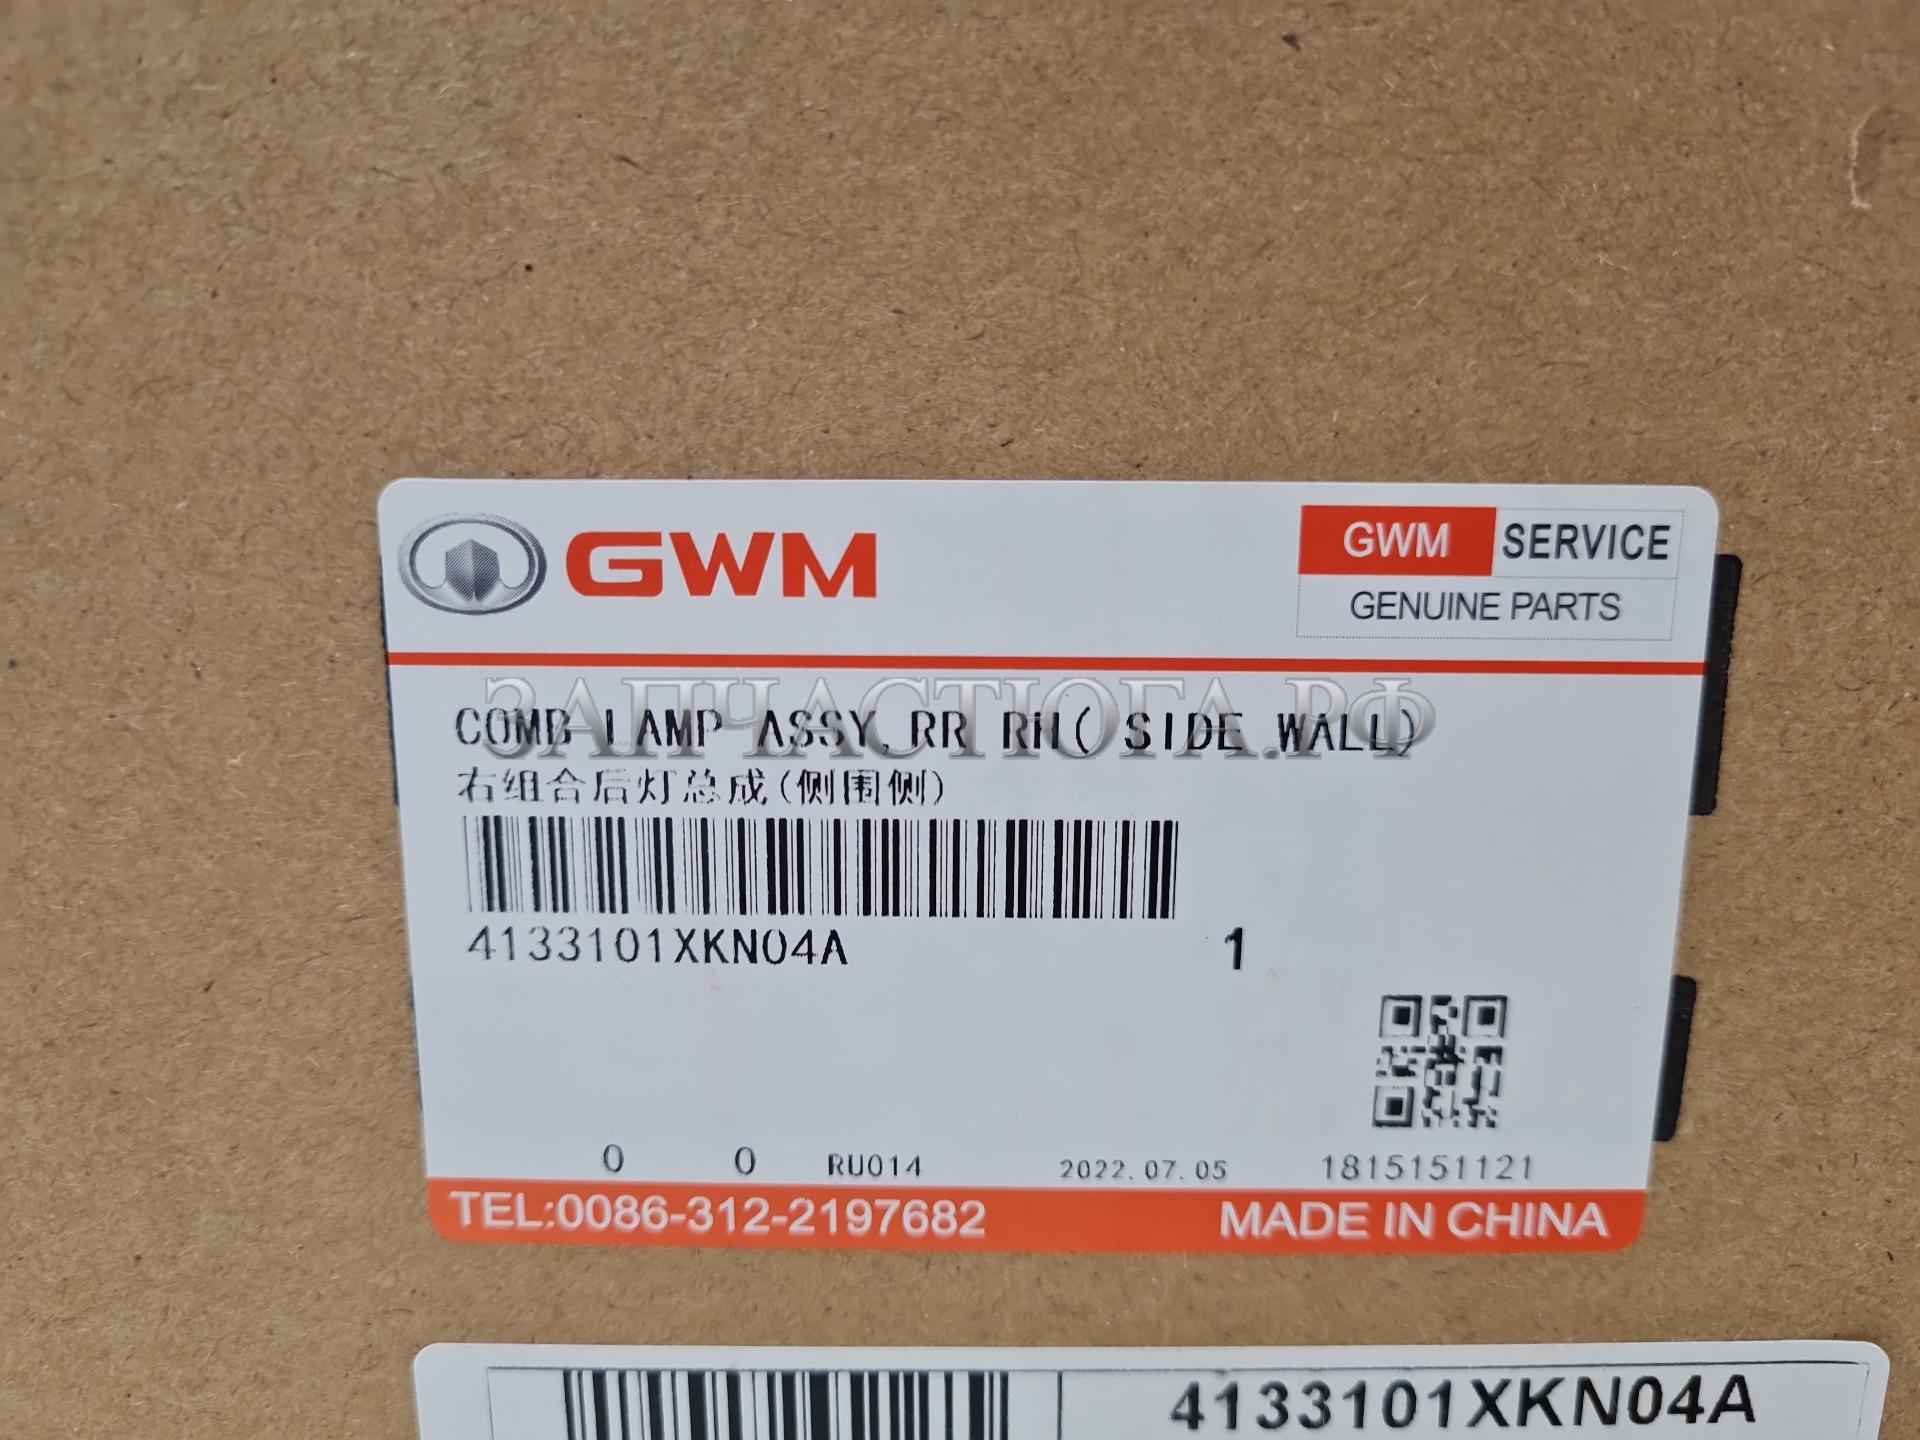 GWM
GWM SERVICE
GENUINE PARTS
ЗАПЧАСТЮГА.РФ
COMB LAMP ASSY,RR RH( SIDE WALL)
右组合后灯总成(侧围侧)
4133101XKN04A 1
0 0 RU014 2022.07.05 1815151121
TEL:0086-312-2197682 MADE IN CHINA
4133101XKN04A